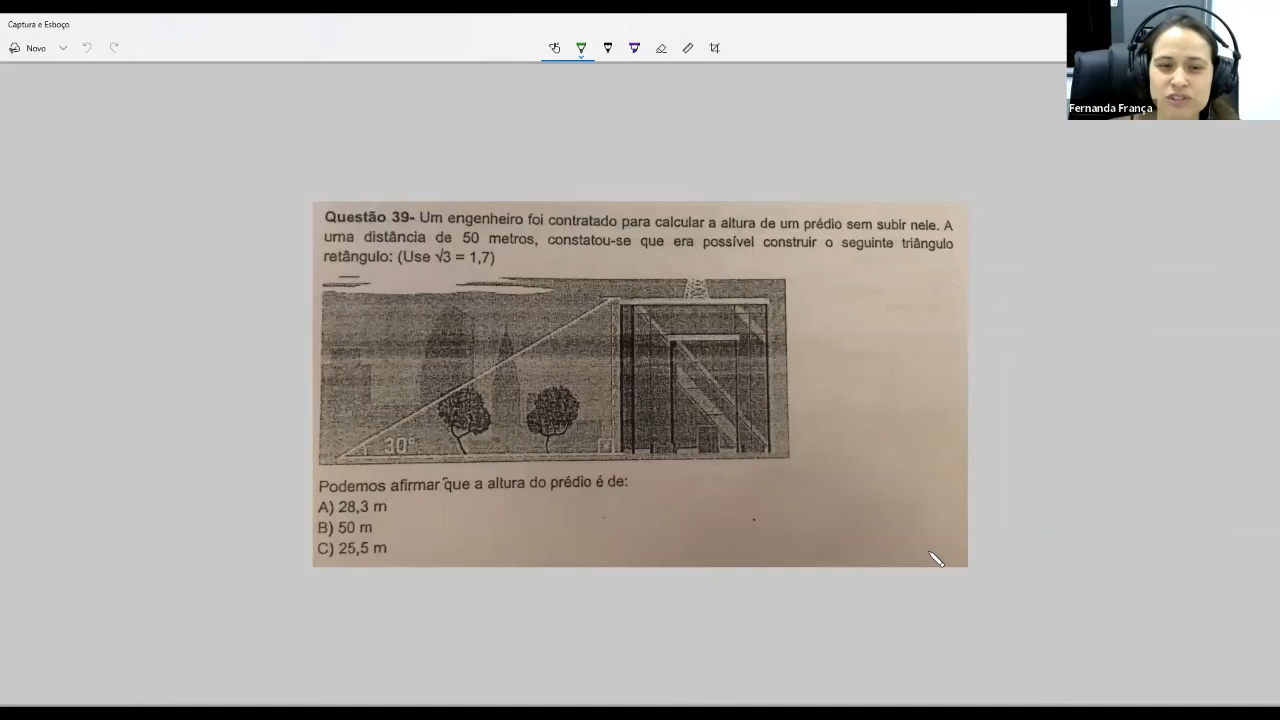 Captura e Esboço
Novo
Fernanda França
Questão 39- Um engenheiro foi contratado para calcular a altura de um prédio sem subir nele. A
uma distância de 50 metros, constatou-se que era possível construir o seguinte triângulo
retângulo: (Use √3 = 1,7)
30°
Podemos afirmar que a altura do prédio é de:
A) 28,3 m
B) 50 m
C) 25,5 m